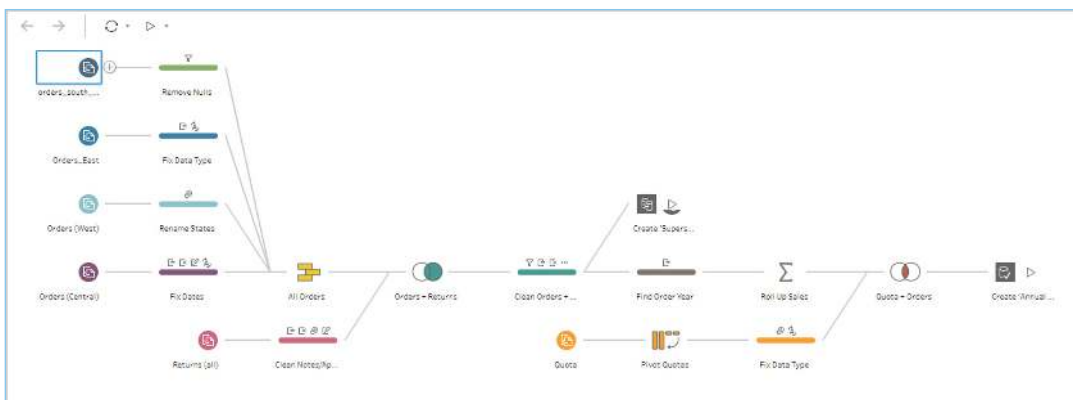 orders_south_...
Remove Nulls
Orders_East
Fix Data Type
Orders (West)
Rename States
Create 'Supers...
Orders (Central)
Fix Dates
All Orders
Orders + Returns
Clean Orders + ...
Find Order Year
Roll Up Sales
Quota + Orders
Create 'Annual ...
Returns (all)
Clean Notes/Ap...
Quota
Pivot Quotas
Fix Data Type